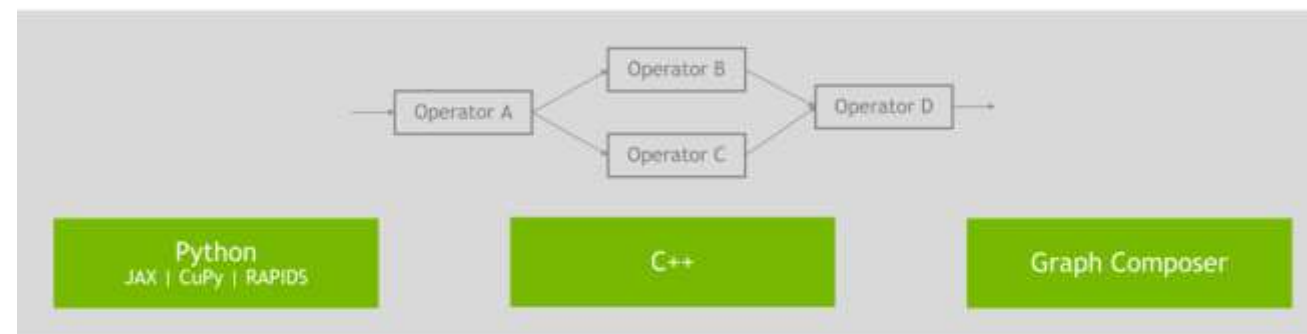 Operator B
Operator A
Operator D
Operator C
Python
JAX | CuPy | RAPIDS
C++
Graph Composer